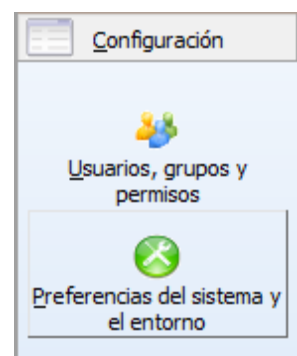 Configuración
Usuarios, grupos y
permisos
Preferencias del sistema y
el entorno